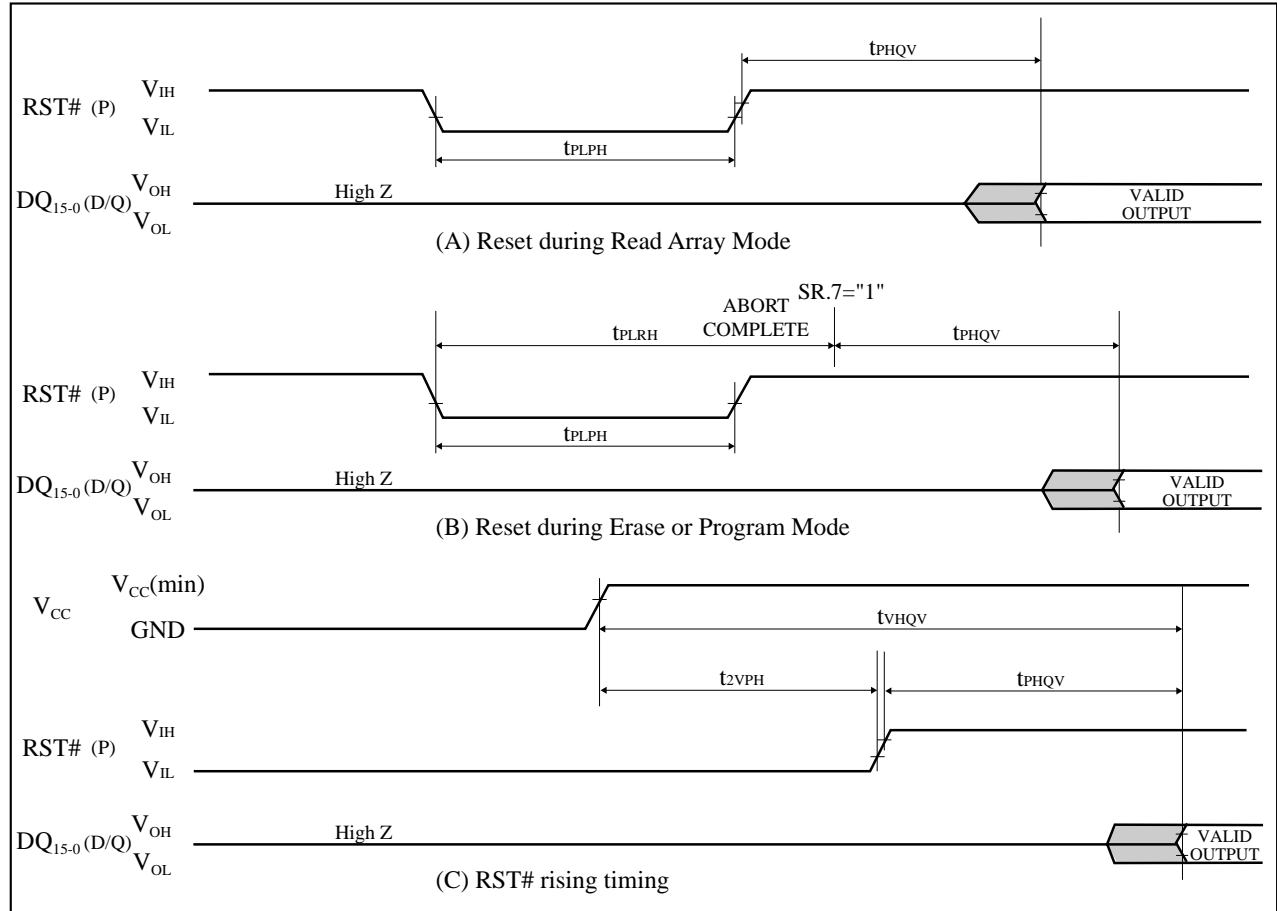 tPHQV
VIH
RST# (P)
VIL
tPLPH
VOH
High Z
DQ15-0 (D/Q)
VOL
VALID
OUTPUT
(A) Reset during Read Array Mode
SR.7="1"
ABORT
COMPLETE
tPLRH
tPHQV
VIH
RST# (P)
VIL
tPLPH
VOH
High Z
DQ15-0 (D/Q)
VOL
VALID
OUTPUT
(B) Reset during Erase or Program Mode
VCC(min)
VCC
GND
tVHQV
t2VPH
tPHQV
VIH
RST# (P)
VIL
VOH
High Z
DQ15-0 (D/Q)
VOL
VALID
OUTPUT
(C) RST# rising timing